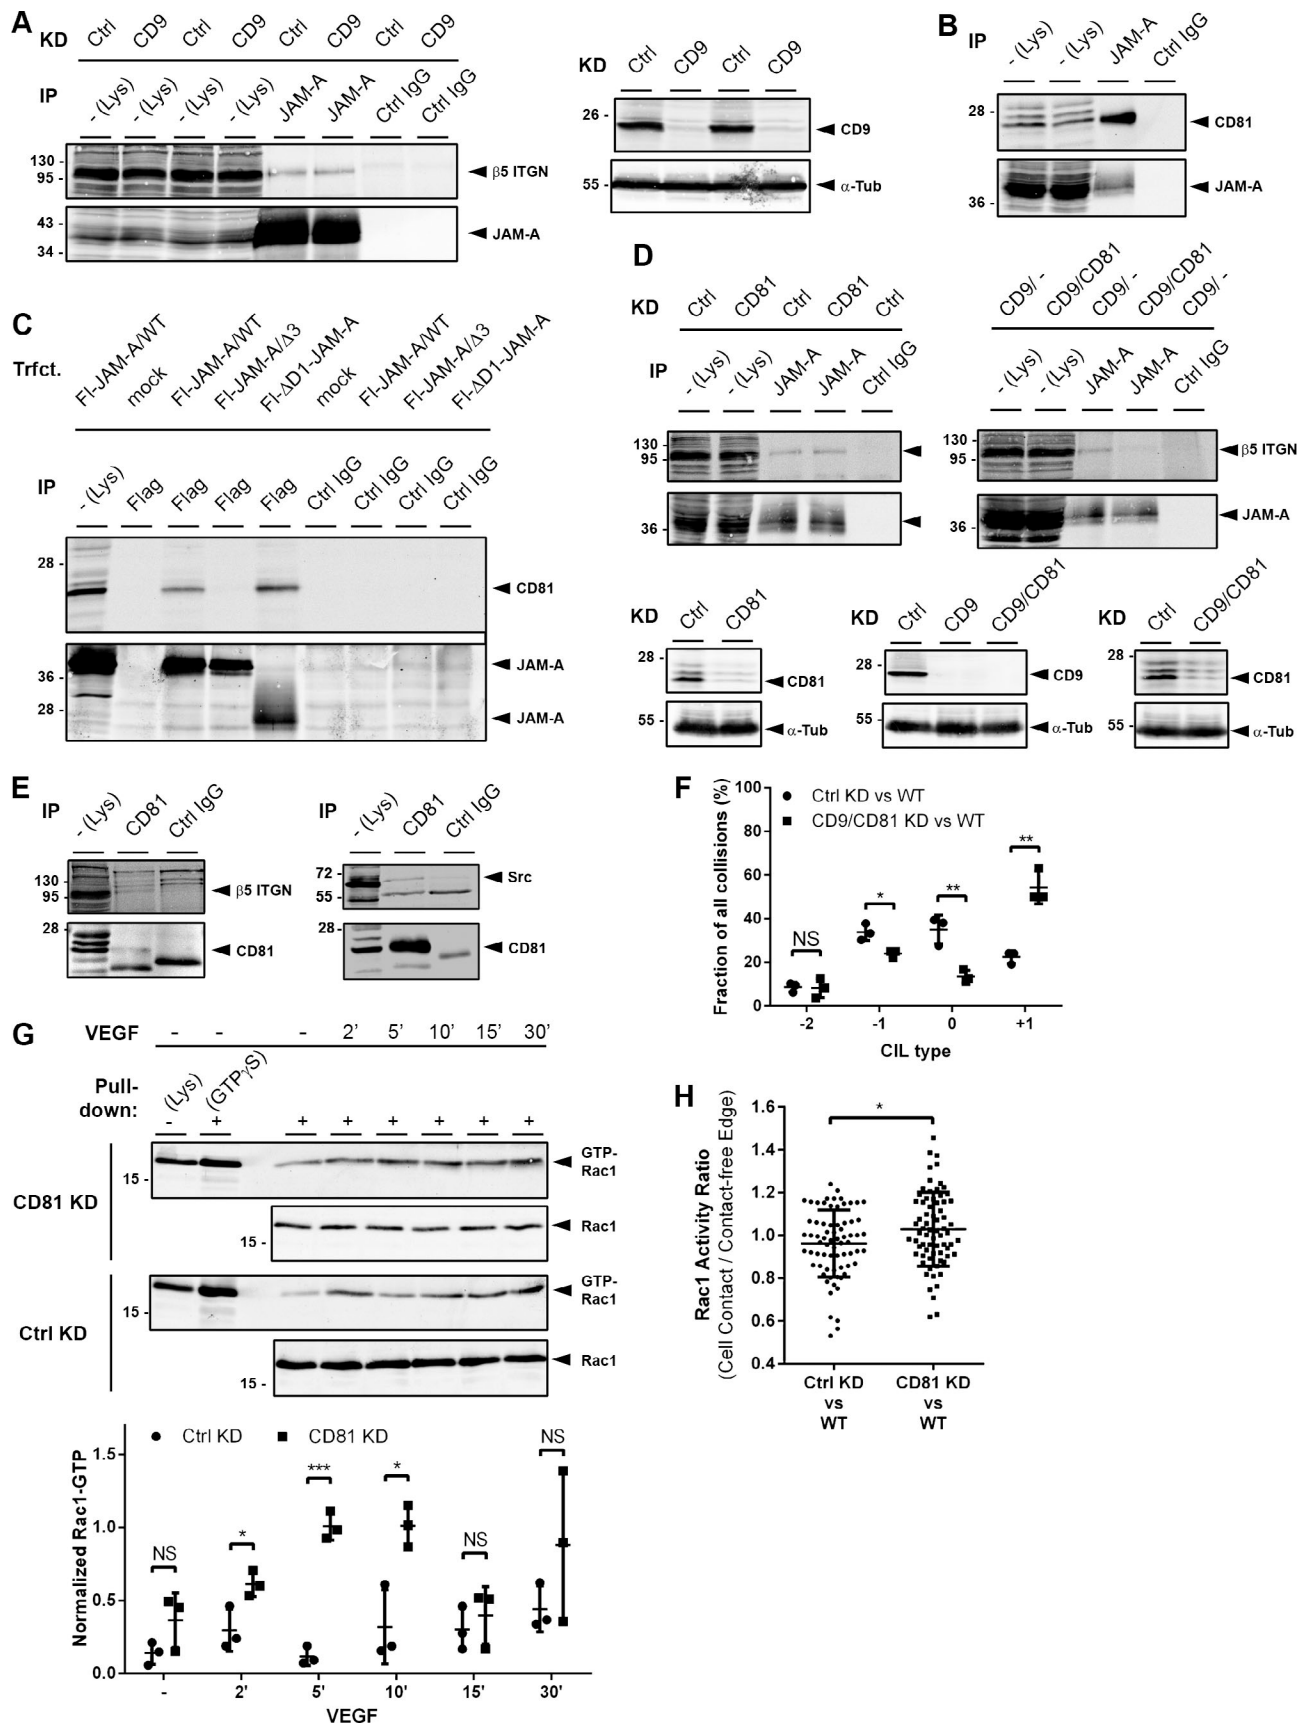 A
KD Ctrl CD9 Ctrl CD9 Ctrl CD9 Ctrl CD9
IP - (Lys) - (Lys) - (Lys) - (Lys) JAM-A JAM-A Ctrl IgG Ctrl IgG
130 -
95 -
β5 ITGN
43 -
34 -
JAM-A
KD Ctrl CD9 Ctrl CD9
26 -
CD9
55 -
α-Tub
B
IP - (Lys) - (Lys) JAM-A Ctrl IgG
28 -
CD81
36 -
JAM-A
C
Trfct. Fl-JAM-A/WT mock Fl-JAM-A/WT Fl-JAM-A/Δ3 Fl-ΔD1-JAM-A mock Fl-JAM-A/WT Fl-JAM-A/Δ3 Fl-ΔD1-JAM-A
IP - (Lys) Flag Flag Flag Flag Ctrl IgG Ctrl IgG Ctrl IgG Ctrl IgG
28 -
CD81
36 -
JAM-A
28 -
JAM-A
D
KD Ctrl CD81 Ctrl CD81 Ctrl
IP - (Lys) - (Lys) JAM-A JAM-A Ctrl IgG
130 -
95 -
36 -
CD9/ - CD9/CD81 CD9/ - CD9/CD81 CD9/ -
- (Lys) - (Lys) JAM-A JAM-A Ctrl IgG
130 -
95 -
β5 ITGN
36 -
JAM-A
KD Ctrl CD81
28 -
CD81
55 -
α-Tub
KD Ctrl CD9 CD9/CD81
28 -
CD9
55 -
α-Tub
KD Ctrl CD9/CD81
28 -
CD81
55 -
α-Tub
E
IP - (Lys) CD81 Ctrl IgG
130 -
95 -
β5 ITGN
28 -
CD81
IP - (Lys) CD81 Ctrl IgG
72 -
55 -
Src
28 -
CD81
F
Fraction of all collisions (%)
100
80
60
40
20
0
Ctrl KD vs WT
CD9/CD81 KD vs WT
NS * ** **
-2 -1 0 +1
CIL type
G
VEGF - - - 2' 5' 10' 15' 30'
Pull-
down:
(Lys) (GTPγS)
- + + + + + + +
CD81 KD
15 -
GTP-
Rac1
15 -
Rac1
Ctrl KD
15 -
GTP-
Rac1
15 -
Rac1
Normalized Rac1-GTP
1.5
1.0
0.5
0.0
Ctrl KD CD81 KD
NS * *** * NS NS
- 2' 5' 10' 15' 30'
VEGF
H
Rac1 Activity Ratio
(Cell Contact / Contact-free Edge)
1.6
1.4
1.2
1.0
0.8
0.6
0.4
*
Ctrl KD
vs
WT
CD81 KD
vs
WT